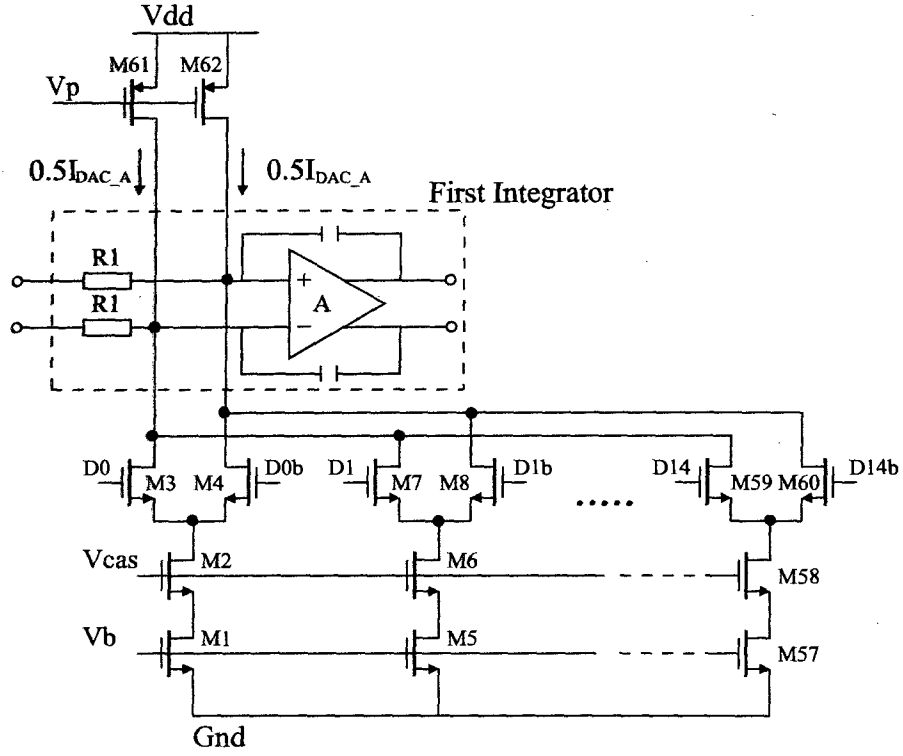 Vdd
M61 M62
Vp
0.5I_DAC_A 0.5I_DAC_A
First Integrator
R1
+
A
R1
−
D0 M3 M4 D0b D1 M7 M8 D1b D14 M59 M60 D14b
.....
Vcas M2 M6 M58
Vb M1 M5 M57
Gnd